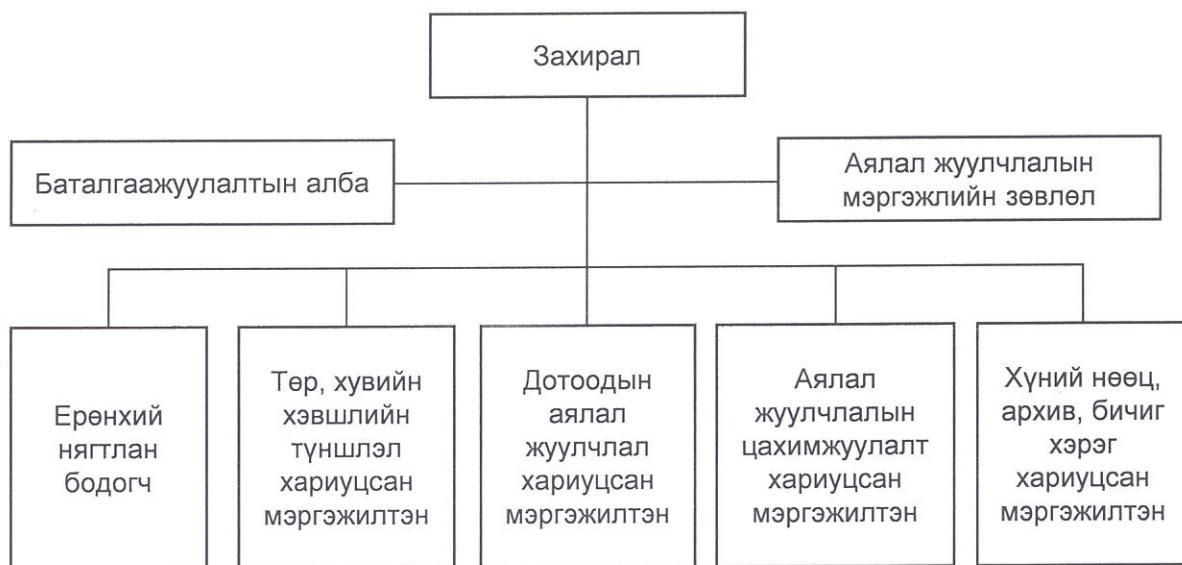 Захирал
Баталгаажуулалтын алба
Аялал жуулчлалын
мэргэжлийн зөвлөл
Ерөнхий
нягтлан
бодогч
Төр, хувийн
хэвшлийн
түншлэл
хариуцсан
мэргэжилтэн
Дотоодын
аялал
жуулчлал
хариуцсан
мэргэжилтэн
Аялал
жуулчлалын
цахимжуулалт
хариуцсан
мэргэжилтэн
Хүний нөөц,
архив, бичиг
хэрэг
хариуцсан
мэргэжилтэн